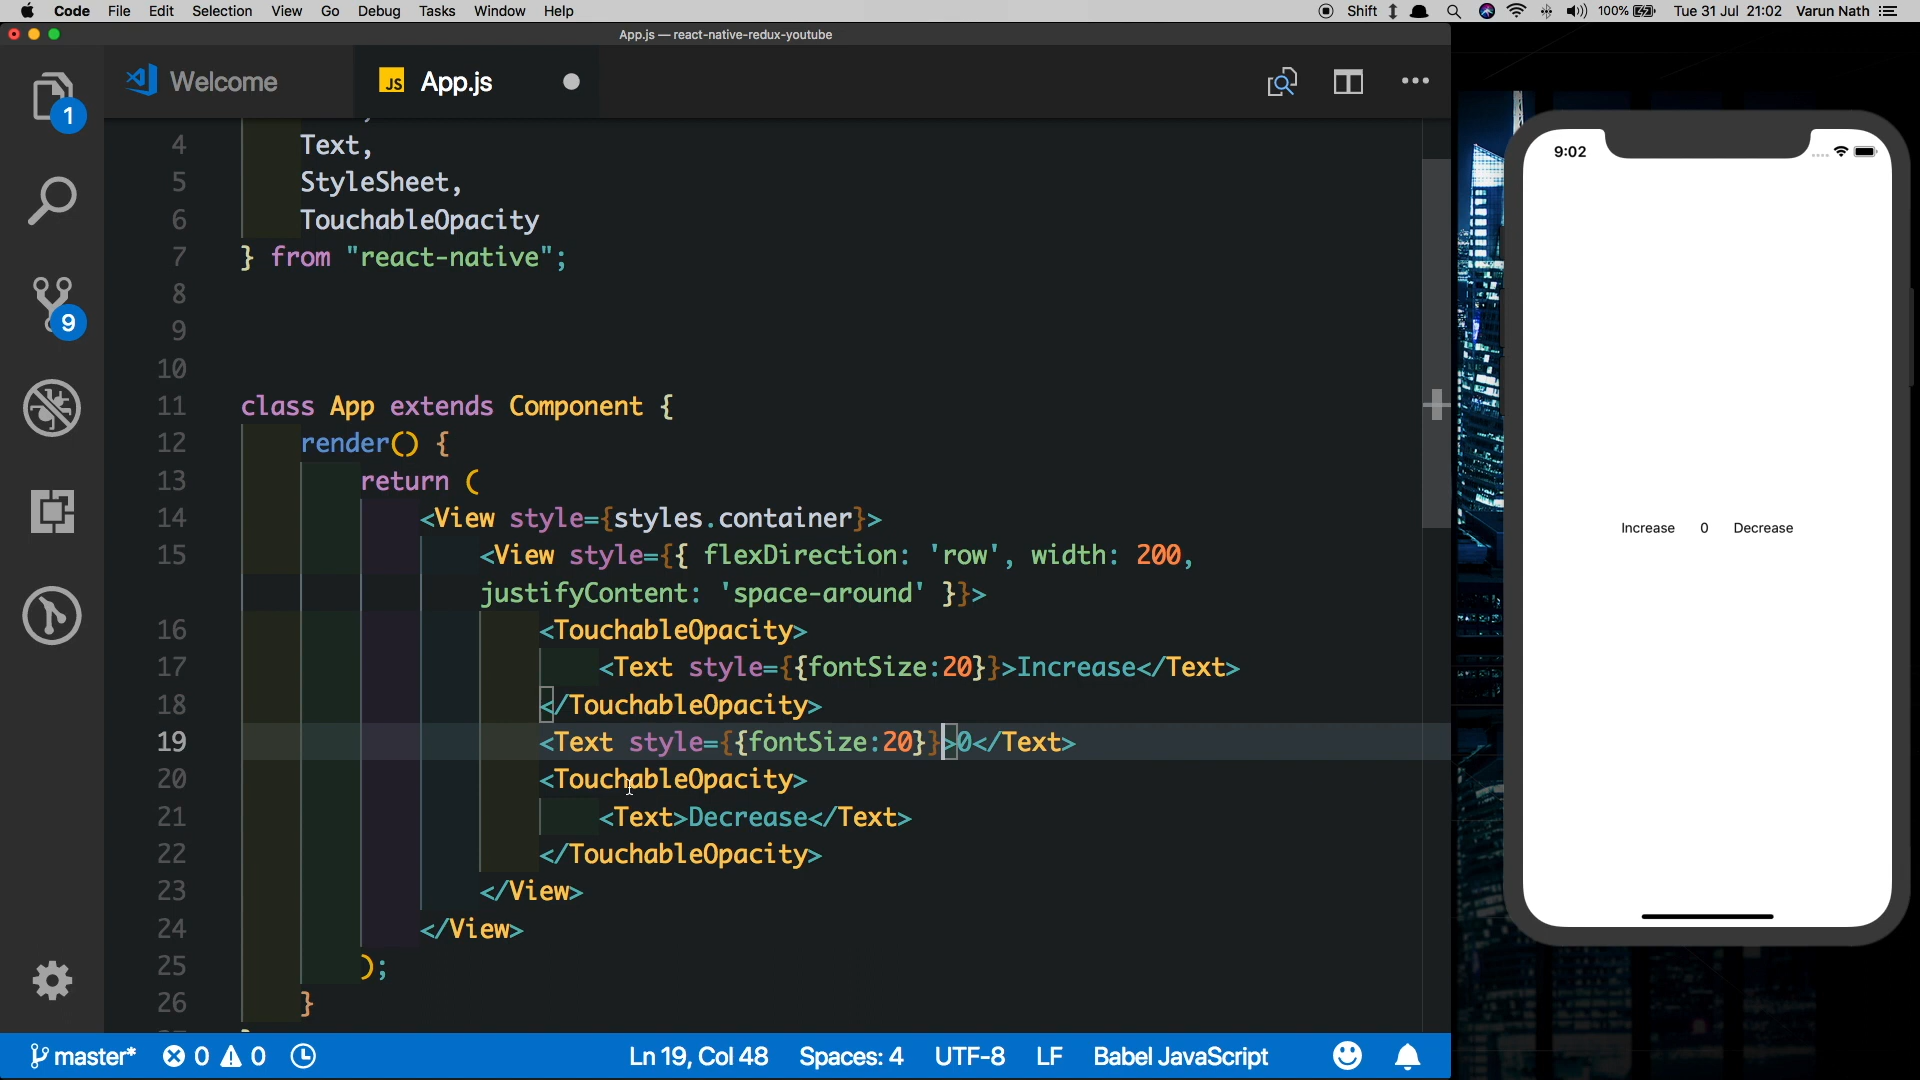 Code File Edit Selection View Go Debug Tasks Window Help Shift 100% Tue 31 Jul 21:02 Varun Nath
App.js — react-native-redux-youtube
Welcome
JS App.js
1
9
4 Text,
5 StyleSheet,
6 TouchableOpacity
7 } from "react-native";
8
9
10
11 class App extends Component {
12 render() {
13 return (
14 <View style={styles.container}>
15 <View style={{ flexDirection: 'row', width: 200,
justifyContent: 'space-around' }}>
16 <TouchableOpacity>
17 <Text style={{fontSize:20}}>Increase</Text>
18 </TouchableOpacity>
19 <Text style={{fontSize:20}}>0</Text>
20 <TouchableOpacity>
21 <Text>Decrease</Text>
22 </TouchableOpacity>
23 </View>
24 </View>
25 );
26 }
master* 0 0 Ln 19, Col 48 Spaces: 4 UTF-8 LF Babel JavaScript
9:02
Increase 0 Decrease